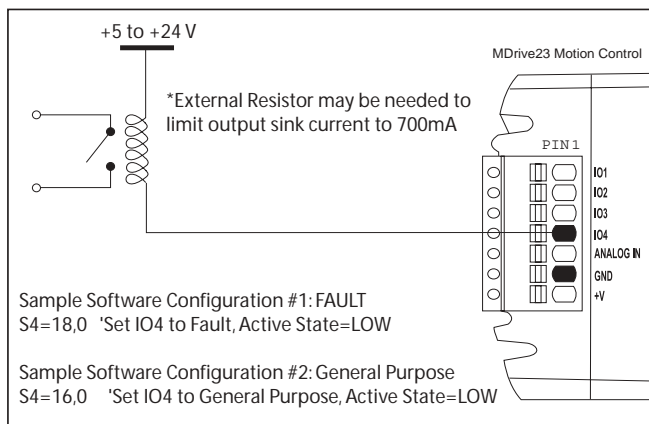 +5 to +24 V
MDrive23 Motion Control
*External Resistor may be needed to
limit output sink current to 700mA
PIN1
IO1
IO2
IO3
IO4
ANALOG IN
GND
+V
Sample Software Configuration #1: FAULT
S4=18,0 'Set IO4 to Fault, Active State=LOW
Sample Software Configuration #2: General Purpose
S4=16,0 'Set IO4 to General Purpose, Active State=LOW